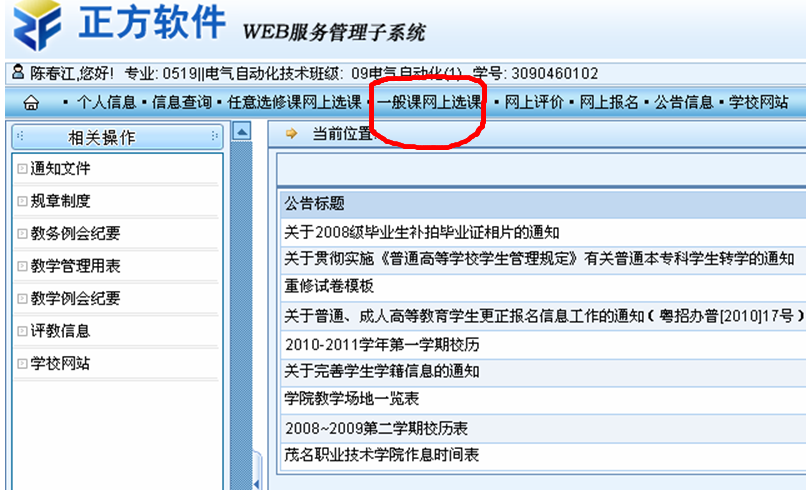 正方软件 WEB服务管理子系统
陈春江,您好! 专业: 0519||电气自动化技术班级: 09电气自动化(1) 学号: 3090460102
▪ 个人信息 ▪ 信息查询 ▪ 任意选修课网上选课 ▪ 一般课网上选课 ▪ 网上评价 ▪ 网上报名 ▪ 公告信息 ▪ 学校网站
相关操作
通知文件
规章制度
教务例会纪要
教学管理用表
教学例会纪要
评教信息
学校网站
当前位置
公告标题
关于2008级毕业生补拍毕业证相片的通知
关于贯彻实施《普通高等学校学生管理规定》有关普通本专科学生转学的通知
重修试卷模板
关于普通、成人高等教育学生更正报名信息工作的通知(粤招办普[2010]17号)
2010-2011学年第一学期校历
关于完善学生学籍信息的通知
学院教学场地一览表
2008~2009第二学期校历表
茂名职业技术学院作息时间表